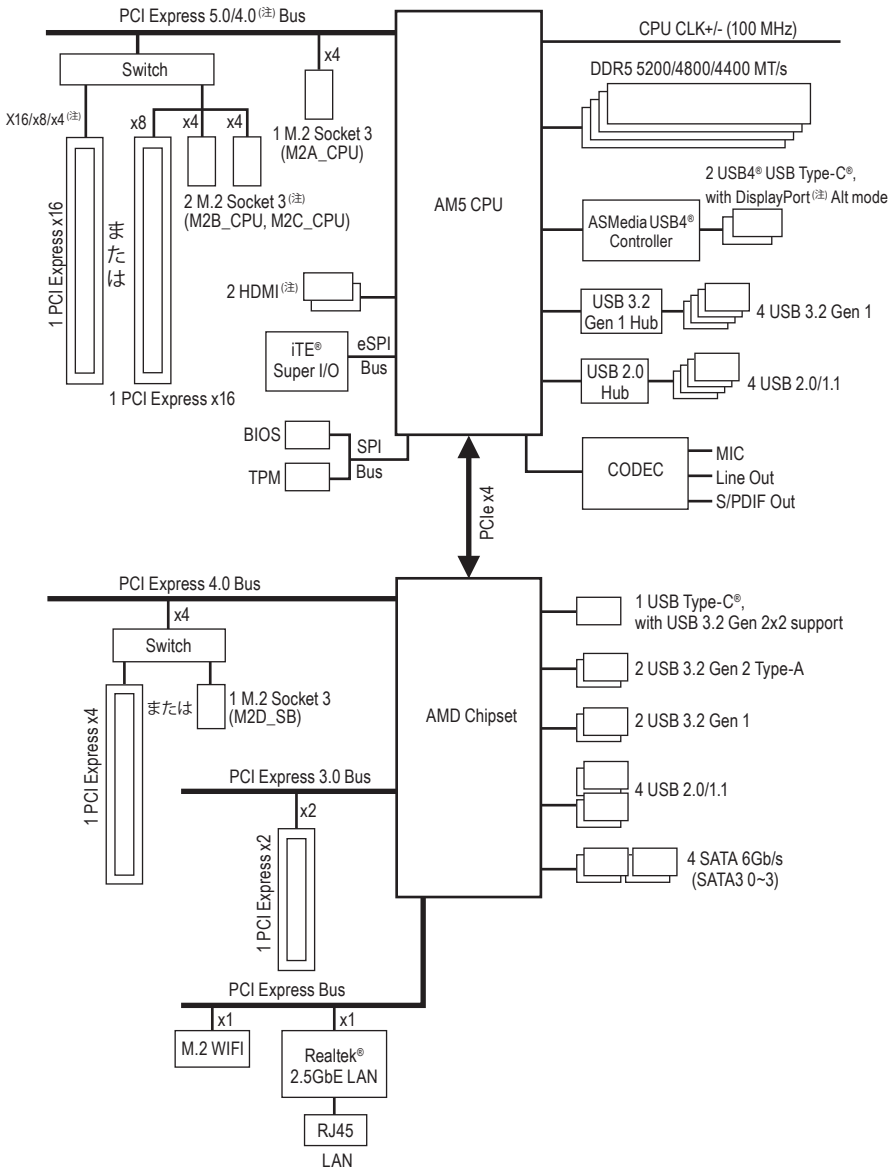 PCI Express 5.0/4.0 (注) Bus
CPU CLK+/- (100 MHz)
Switch
x4
DDR5 5200/4800/4400 MT/s
X16/x8/x4 (注)
x8
x4
x4
1 M.2 Socket 3
(M2A_CPU)
2 M.2 Socket 3 (注)
(M2B_CPU, M2C_CPU)
1 PCI Express x16
または
1 PCI Express x16
AM5 CPU
2 USB4® USB Type-C®,
with DisplayPort (注) Alt mode
ASMedia USB4®
Controller
2 HDMI (注)
USB 3.2
Gen 1 Hub
4 USB 3.2 Gen 1
iTE®
Super I/O
eSPI
Bus
USB 2.0
Hub
4 USB 2.0/1.1
BIOS
TPM
SPI
Bus
CODEC
MIC
Line Out
S/PDIF Out
PCIe x4
PCI Express 4.0 Bus
x4
Switch
1 PCI Express x4
または
1 M.2 Socket 3
(M2D_SB)
AMD Chipset
1 USB Type-C®,
with USB 3.2 Gen 2x2 support
2 USB 3.2 Gen 2 Type-A
2 USB 3.2 Gen 1
4 USB 2.0/1.1
4 SATA 6Gb/s
(SATA3 0~3)
PCI Express 3.0 Bus
x2
1 PCI Express x2
PCI Express Bus
x1
x1
M.2 WIFI
Realtek®
2.5GbE LAN
RJ45
LAN